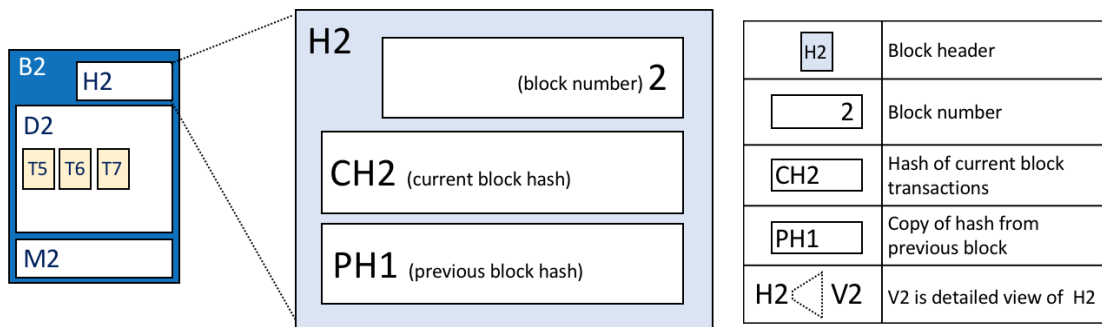 B2
H2
D2
T5 T6 T7
M2
H2
(block number) 2
CH2 (current block hash)
PH1 (previous block hash)
H2 Block header
2 Block number
CH2 Hash of current block
transactions
PH1 Copy of hash from
previous block
H2 V2 V2 is detailed view of H2